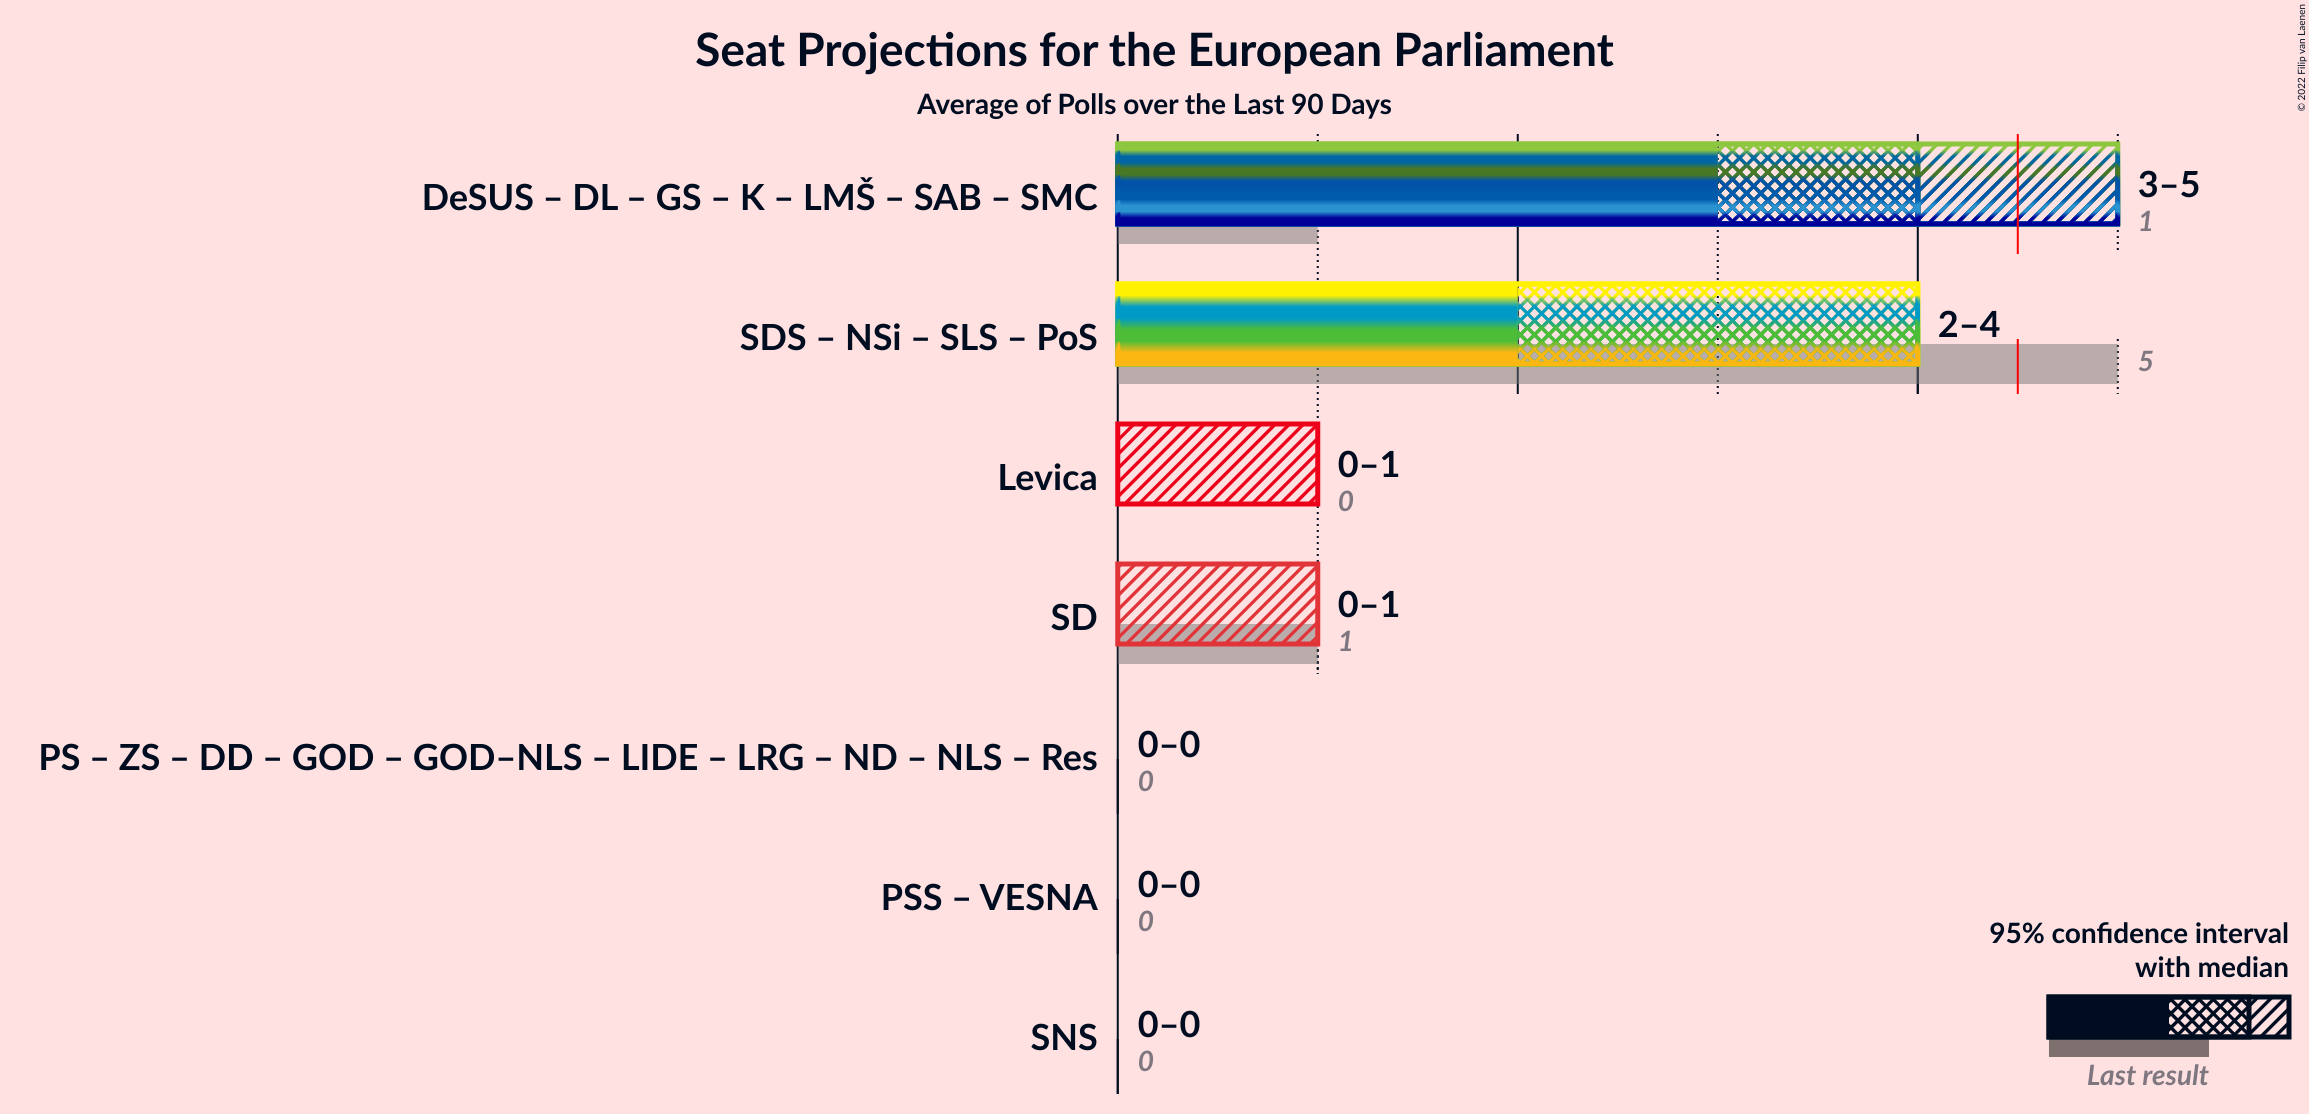 Seat Projections for the European Parliament
Average of Polls over the Last 90 Days
© 2022 Filip van Laenen
DeSUS – DL – GS – K – LMŠ – SAB – SMC
3–5
1
SDS – NSi – SLS – PoS
2–4
5
Levica
0–1
0
SD
0–1
1
PS – ZS – DD – GOD – GOD–NLS – LIDE – LRG – ND – NLS – Res
0–0
0
PSS – VESNA
0–0
0
SNS
0–0
0
95% confidence interval
with median
Last result